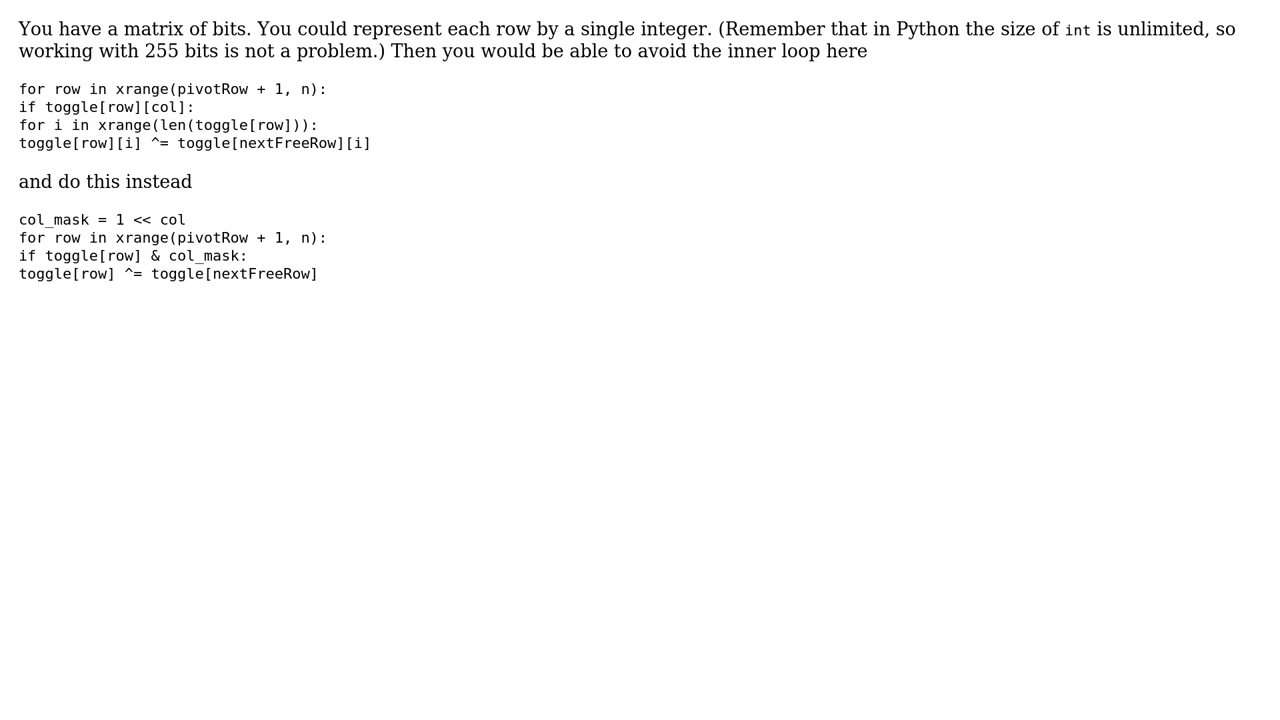 You have a matrix of bits. You could represent each row by a single integer. (Remember that in Python the size of int is unlimited, so
working with 255 bits is not a problem.) Then you would be able to avoid the inner loop here
for row in xrange(pivotRow + 1, n):
if toggle[row][col]:
for i in xrange(len(toggle[row])):
toggle[row][i] ^= toggle[nextFreeRow][i]
and do this instead
col_mask = 1 << col
for row in xrange(pivotRow + 1, n):
if toggle[row] & col_mask:
toggle[row] ^= toggle[nextFreeRow]